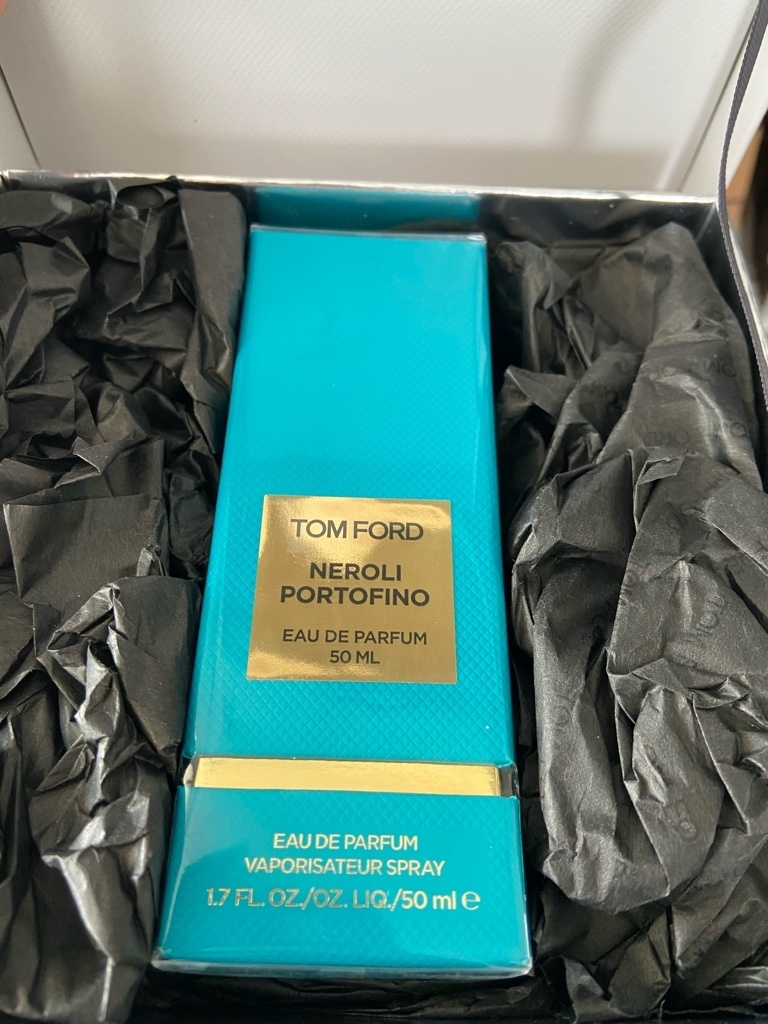 TOM FORD
NEROLI
PORTOFINO
EAU DE PARFUM
50 ML
EAU DE PARFUM
VAPORISATEUR SPRAY
1.7 FL. OZ./OZ. LIQ./50 ml e